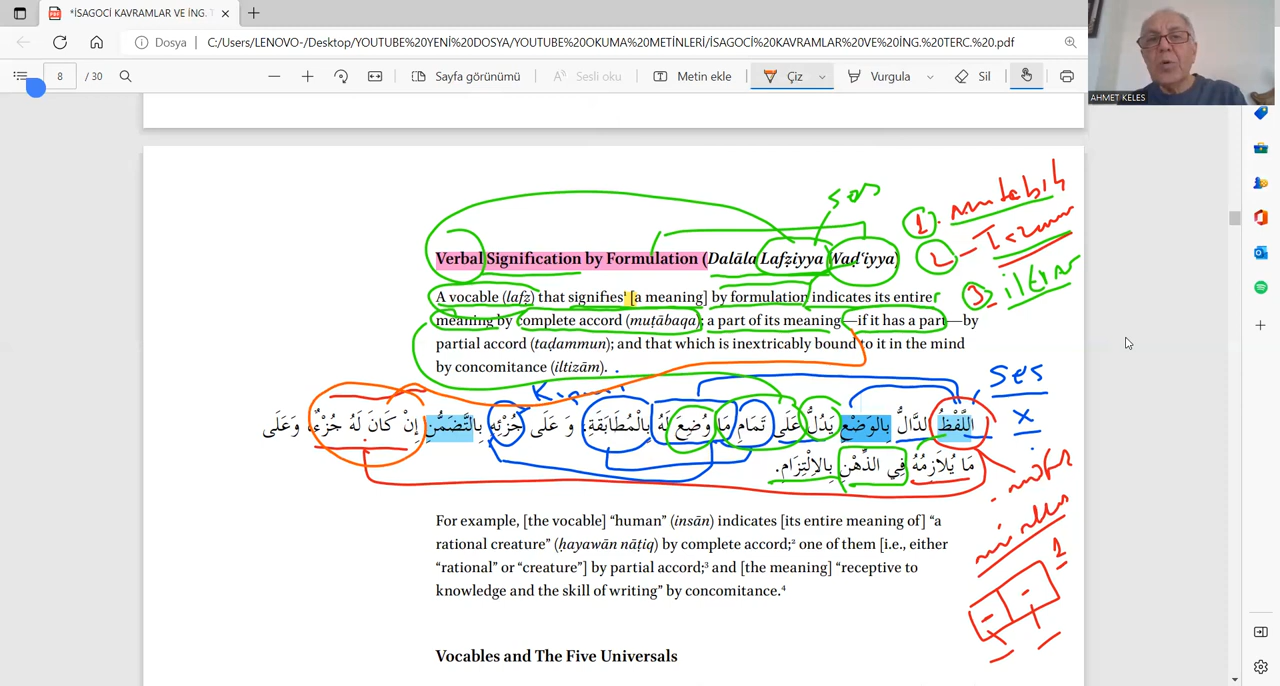 *İSAGOCİ KAVRAMLAR VE İNG. T
Dosya
C:/Users/LENOVO-/Desktop/YOUTUBE%20YENİ%20DOSYA/YOUTUBE%20OKUMA%20METİNLERİ/İSAGOCİ%20KAVRAMLAR%20VE%20İNG.%20TERC.%20.pdf
8 / 30
Sayfa görünümü
Sesli oku
Metin ekle
Çiz
Vurgula
Sil
AHMET KELES
ses
1. mutabık
2
3
Verbal Signification by Formulation (Dalāla Lafẓiyya Waḍʿiyya)
A vocable (lafẓ) that signifies¹ [a meaning] by formulation indicates its entire
meaning by complete accord (muṭābaqa); a part of its meaning—if it has a part—by
partial accord (taḍammun); and that which is inextricably bound to it in the mind
by concomitance (iltizām).
ses
x
اَللَّفْظُ الدَّالُّ بِالوَضْعِ يَدُلُّ عَلَى تَمَامِ مَا وُضِعَ لَهُ بِالْمُطَابَقَةِ، وَ عَلَى جُزْئِهِ بِالتَّضَمُّنِ إِنْ كَانَ لَهُ جُزْءٌ، وَعَلَى
مَا يُلَازِمُهُ فِي الذِّهْنِ بِالاِلْتِزَامِ.
For example, [the vocable] “human” (insān) indicates [its entire meaning of] “a
rational creature” (ḥayawān nāṭiq) by complete accord;² one of them [i.e., either
“rational” or “creature”] by partial accord;³ and [the meaning] “receptive to
knowledge and the skill of writing” by concomitance.⁴
Vocables and The Five Universals